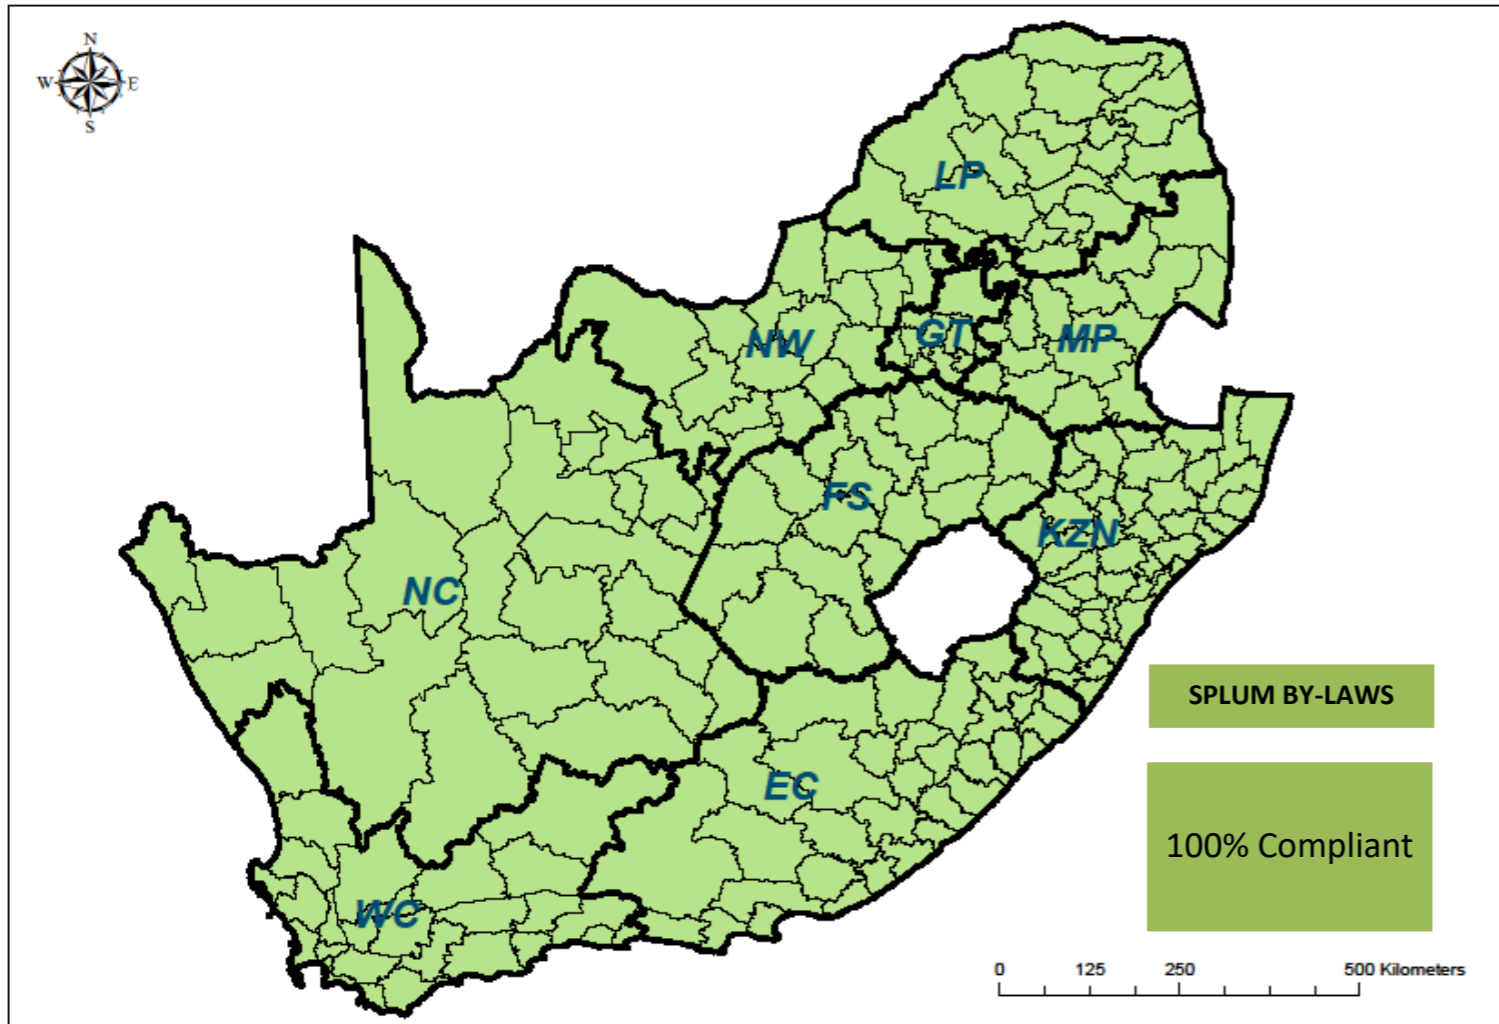 N
W E
S
LP
NW
GT
MP
FS
KZN
NC
SPLUM BY-LAWS
EC
100% Compliant
WC
0 125 250 500 Kilometers